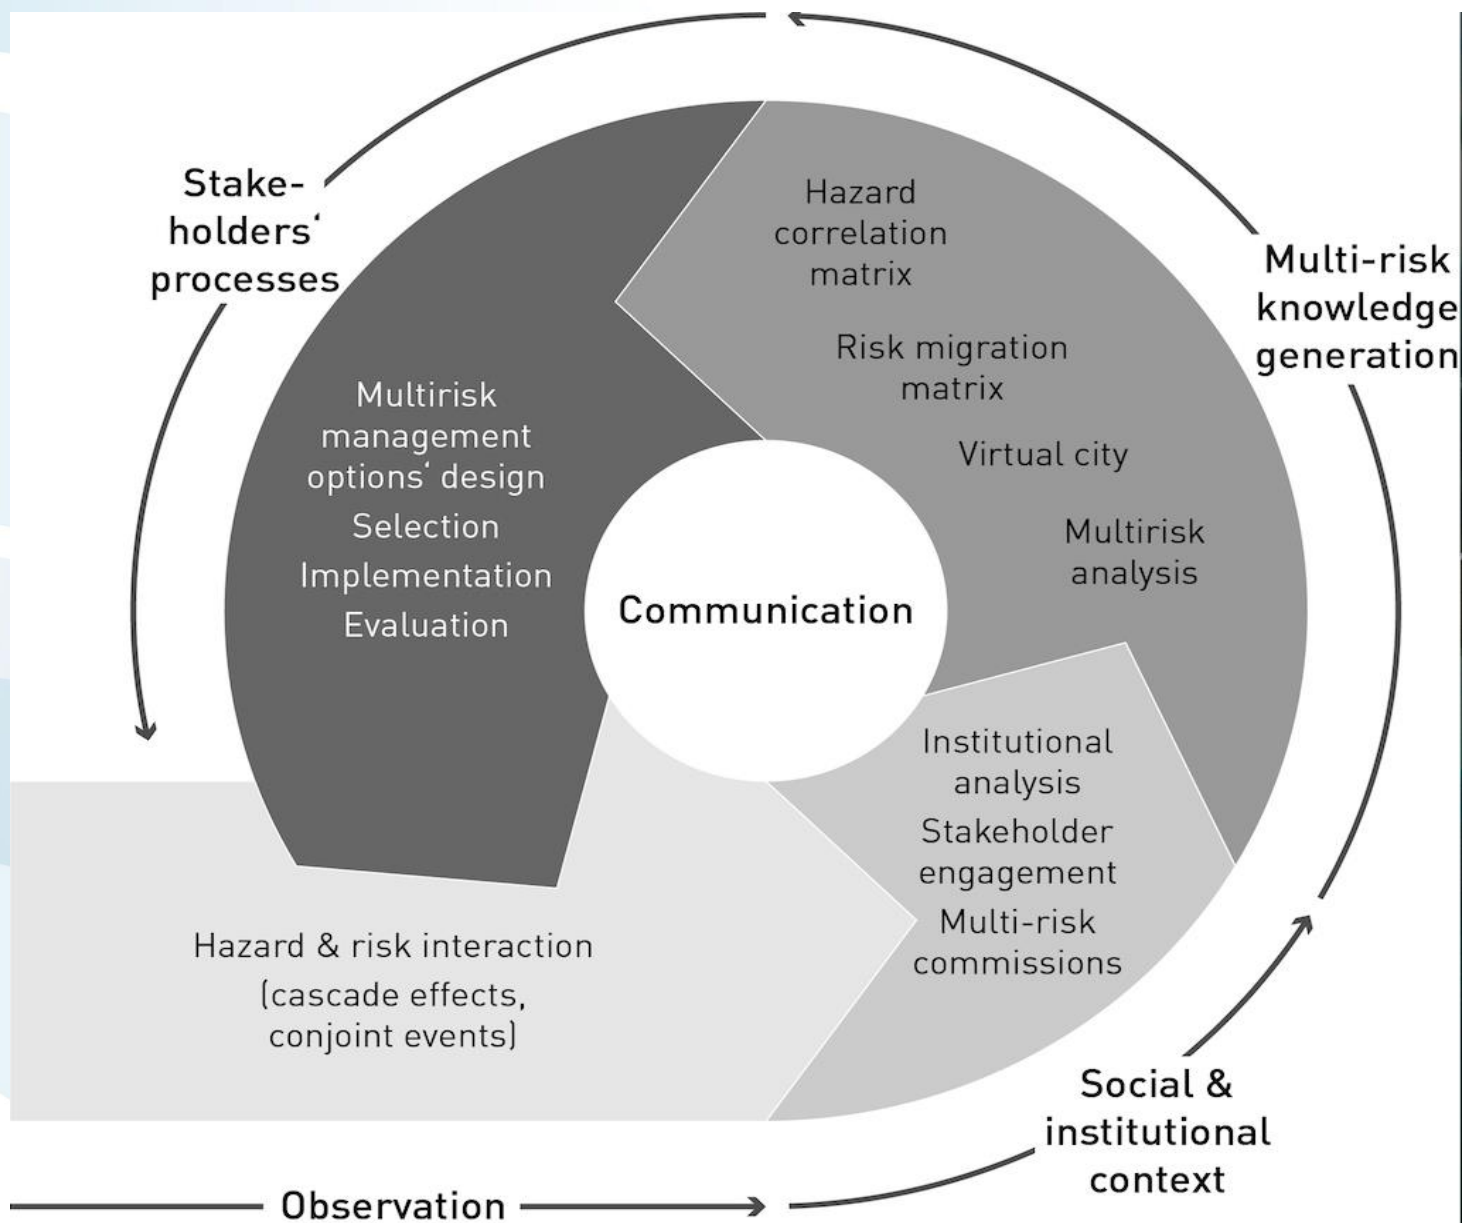 Stake-
holders‘
processes
Multi-risk
knowledge
generation
Hazard
correlation
matrix
Risk migration
matrix
Virtual city
Multirisk
analysis
Multirisk
management
options‘ design
Selection
Implementation
Evaluation
Communication
Institutional
analysis
Stakeholder
engagement
Multi-risk
commissions
Hazard & risk interaction
(cascade effects,
conjoint events)
Social &
institutional
context
Observation